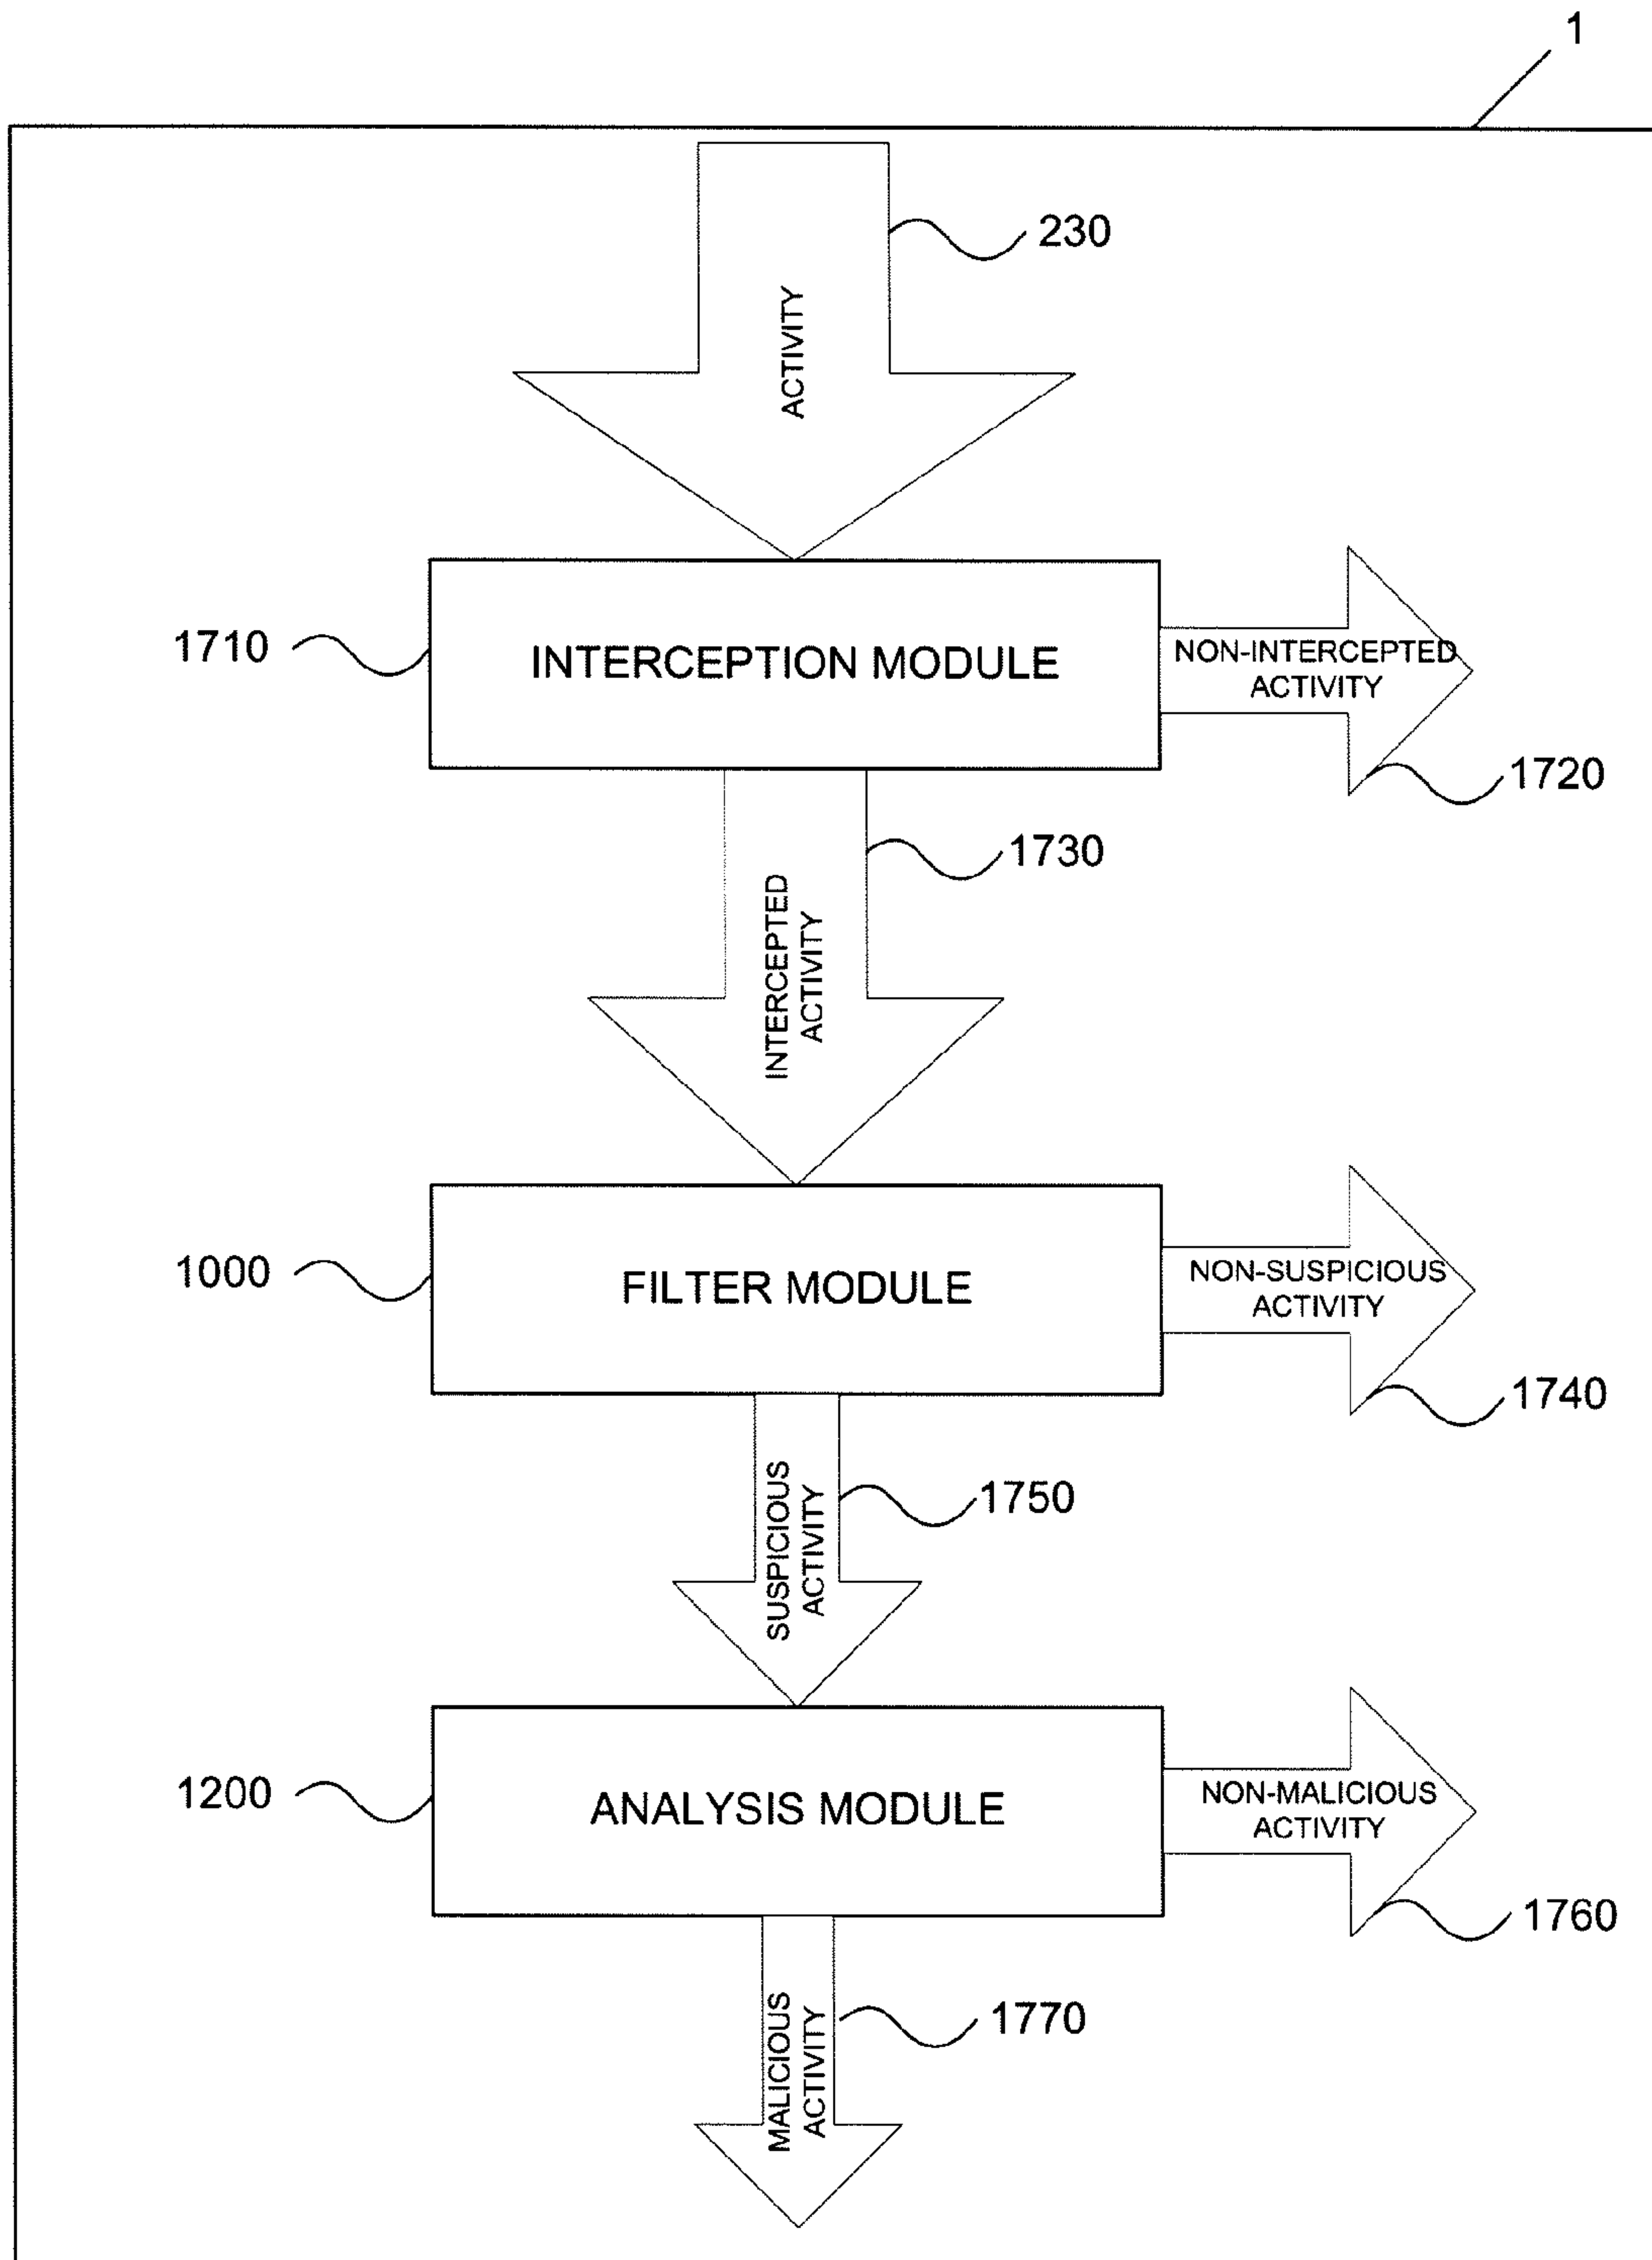 1
230
ACTIVITY
1710
INTERCEPTION MODULE
NON-INTERCEPTED
ACTIVITY
1720
1730
INTERCEPTED
ACTIVITY
1000
FILTER MODULE
NON-SUSPICIOUS
ACTIVITY
1740
1750
SUSPICIOUS
ACTIVITY
1200
ANALYSIS MODULE
NON-MALICIOUS
ACTIVITY
1760
1770
MALICIOUS
ACTIVITY